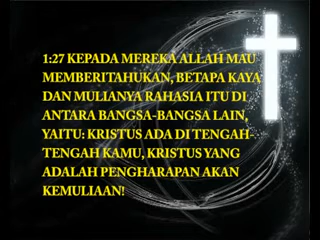 1:27 KEPADA MEREKA ALLAH MAU
MEMBERITAHUKAN, BETAPA KAYA
DAN MULIANYA RAHASIA ITU DI
ANTARA BANGSA-BANGSA LAIN,
YAITU: KRISTUS ADA DI TENGAH-
TENGAH KAMU, KRISTUS YANG
ADALAH PENGHARAPAN AKAN
KEMULIAAN!